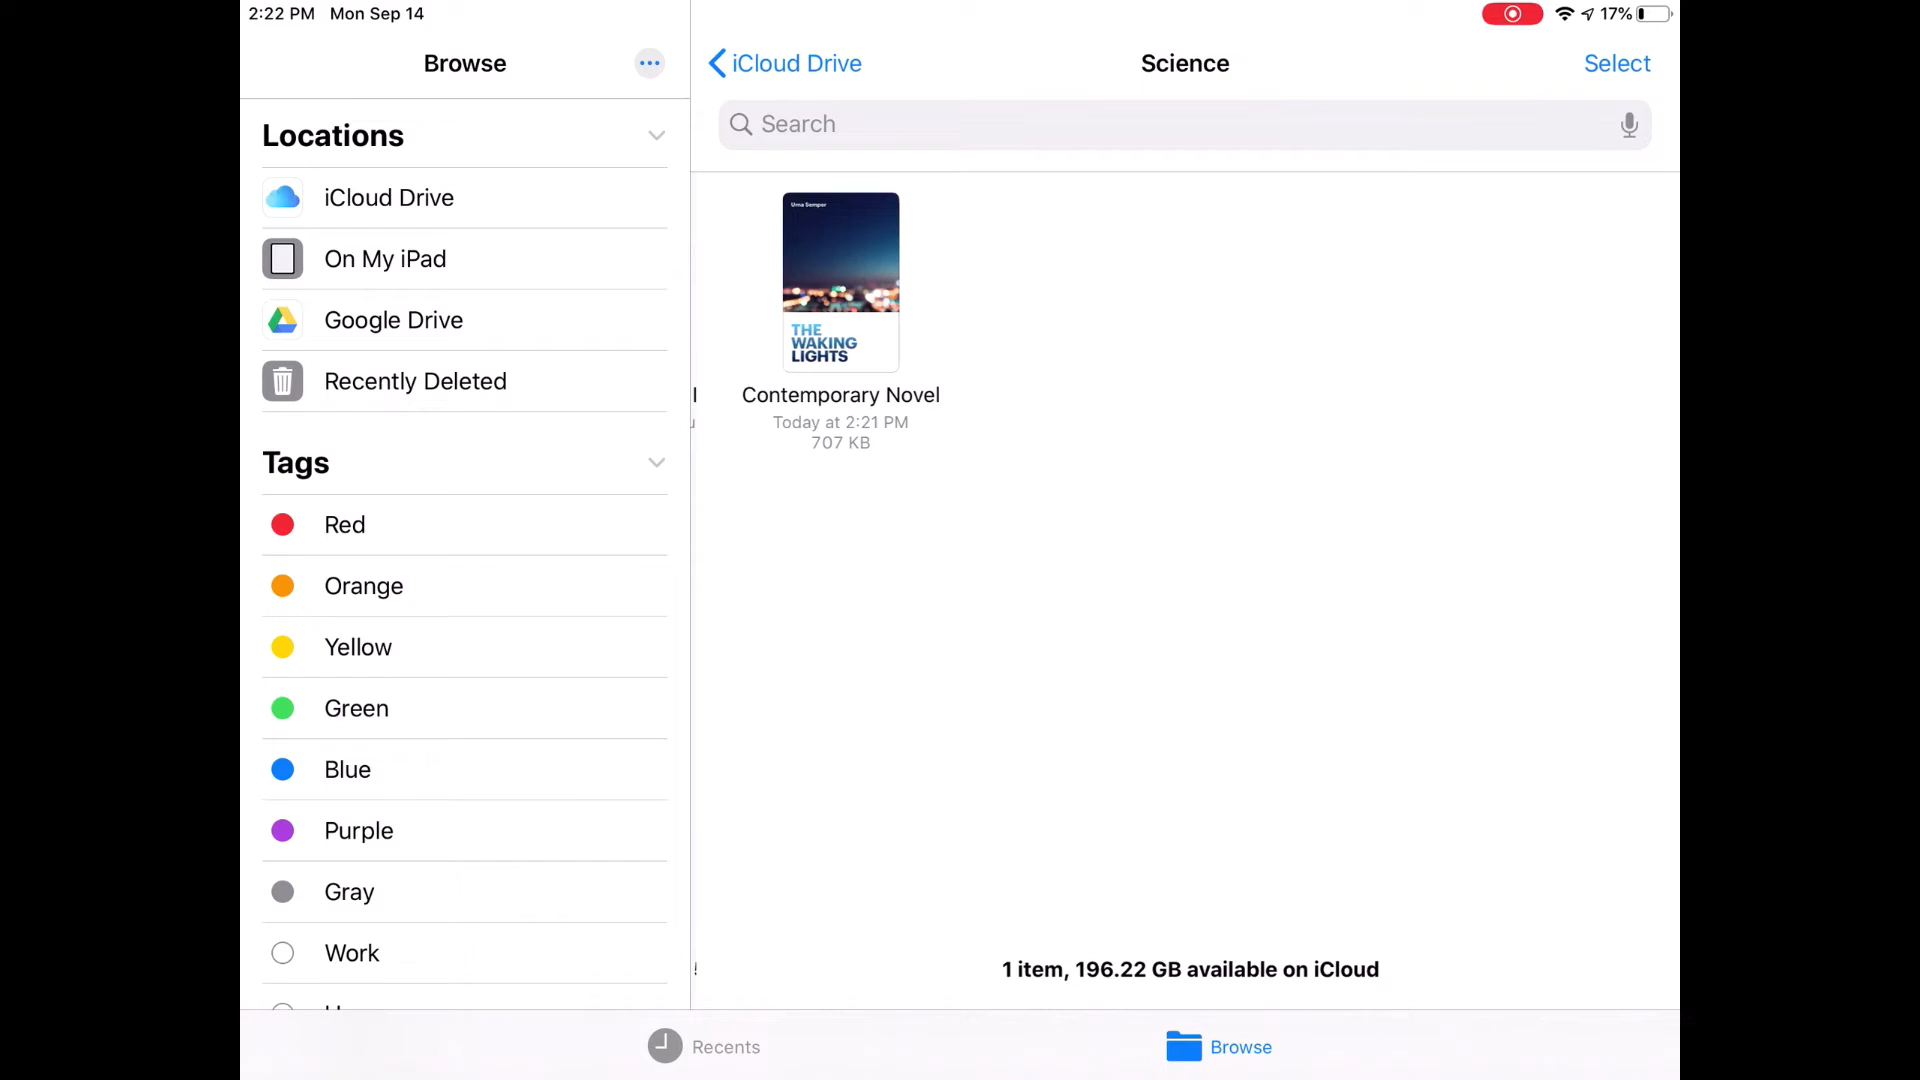 2:22 PM Mon Sep 14
17%
Browse
iCloud Drive
Science
Select
Search
Locations
iCloud Drive
On My iPad
Google Drive
Recently Deleted
Tags
Red
Orange
Yellow
Green
Blue
Purple
Gray
Work
Uma Semper
THE
WAKING
LIGHTS
Contemporary Novel
Today at 2:21 PM
707 KB
1 item, 196.22 GB available on iCloud
Recents
Browse